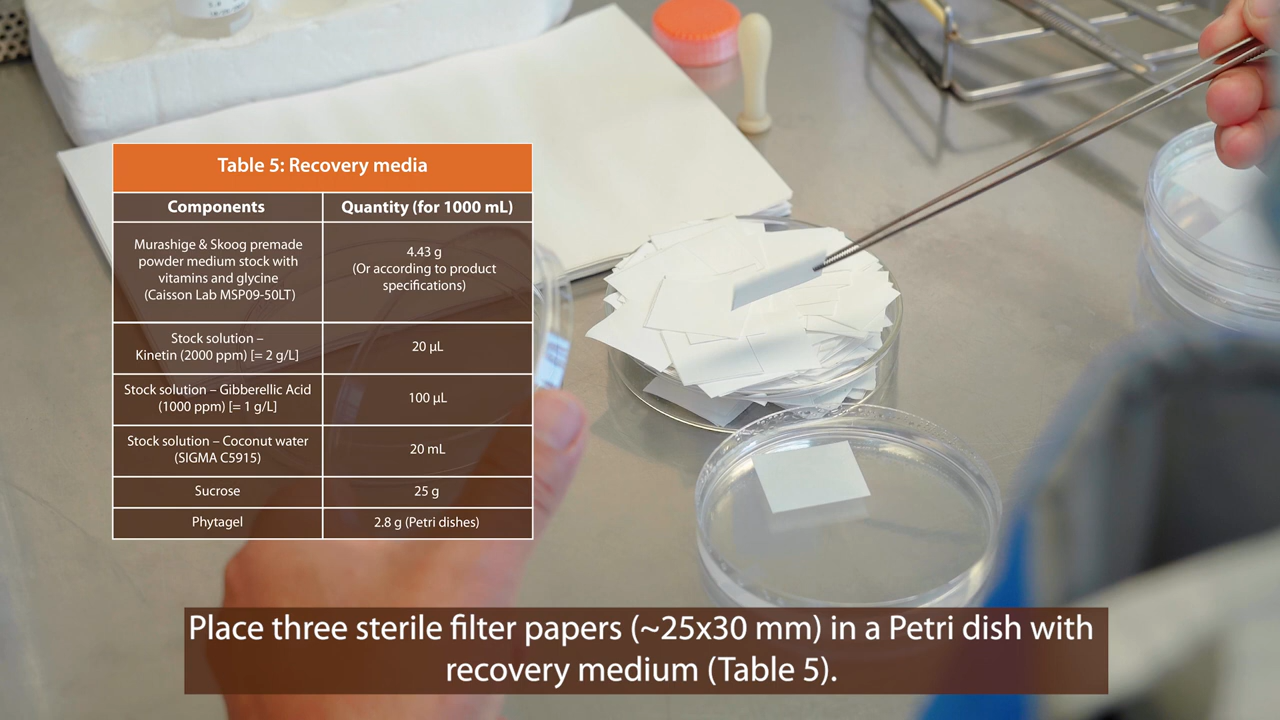 Table 5: Recovery media
Components
Quantity (for 1000 mL)
Murashige & Skoog premade
powder medium stock with
vitamins and glycine
(Caisson Lab MSP09-50LT)
4.43 g
(Or according to product
specifications)
Stock solution –
Kinetin (2000 ppm) [= 2 g/L]
20 µL
Stock solution – Gibberellic Acid
(1000 ppm) [= 1 g/L]
100 µL
Stock solution – Coconut water
(SIGMA C5915)
20 mL
Sucrose
25 g
Phytagel
2.8 g (Petri dishes)
Place three sterile filter papers (~25x30 mm) in a Petri dish with
recovery medium (Table 5).